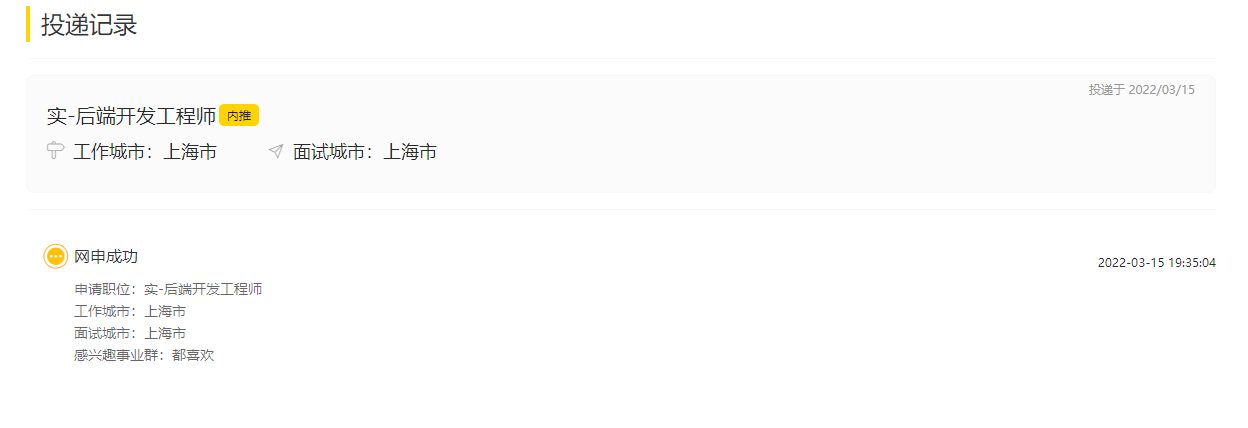 投递记录
投递于 2022/03/15
实-后端开发工程师 内推
工作城市：上海市 面试城市：上海市
网申成功
2022-03-15 19:35:04
申请职位：实-后端开发工程师
工作城市：上海市
面试城市：上海市
感兴趣事业群：都喜欢